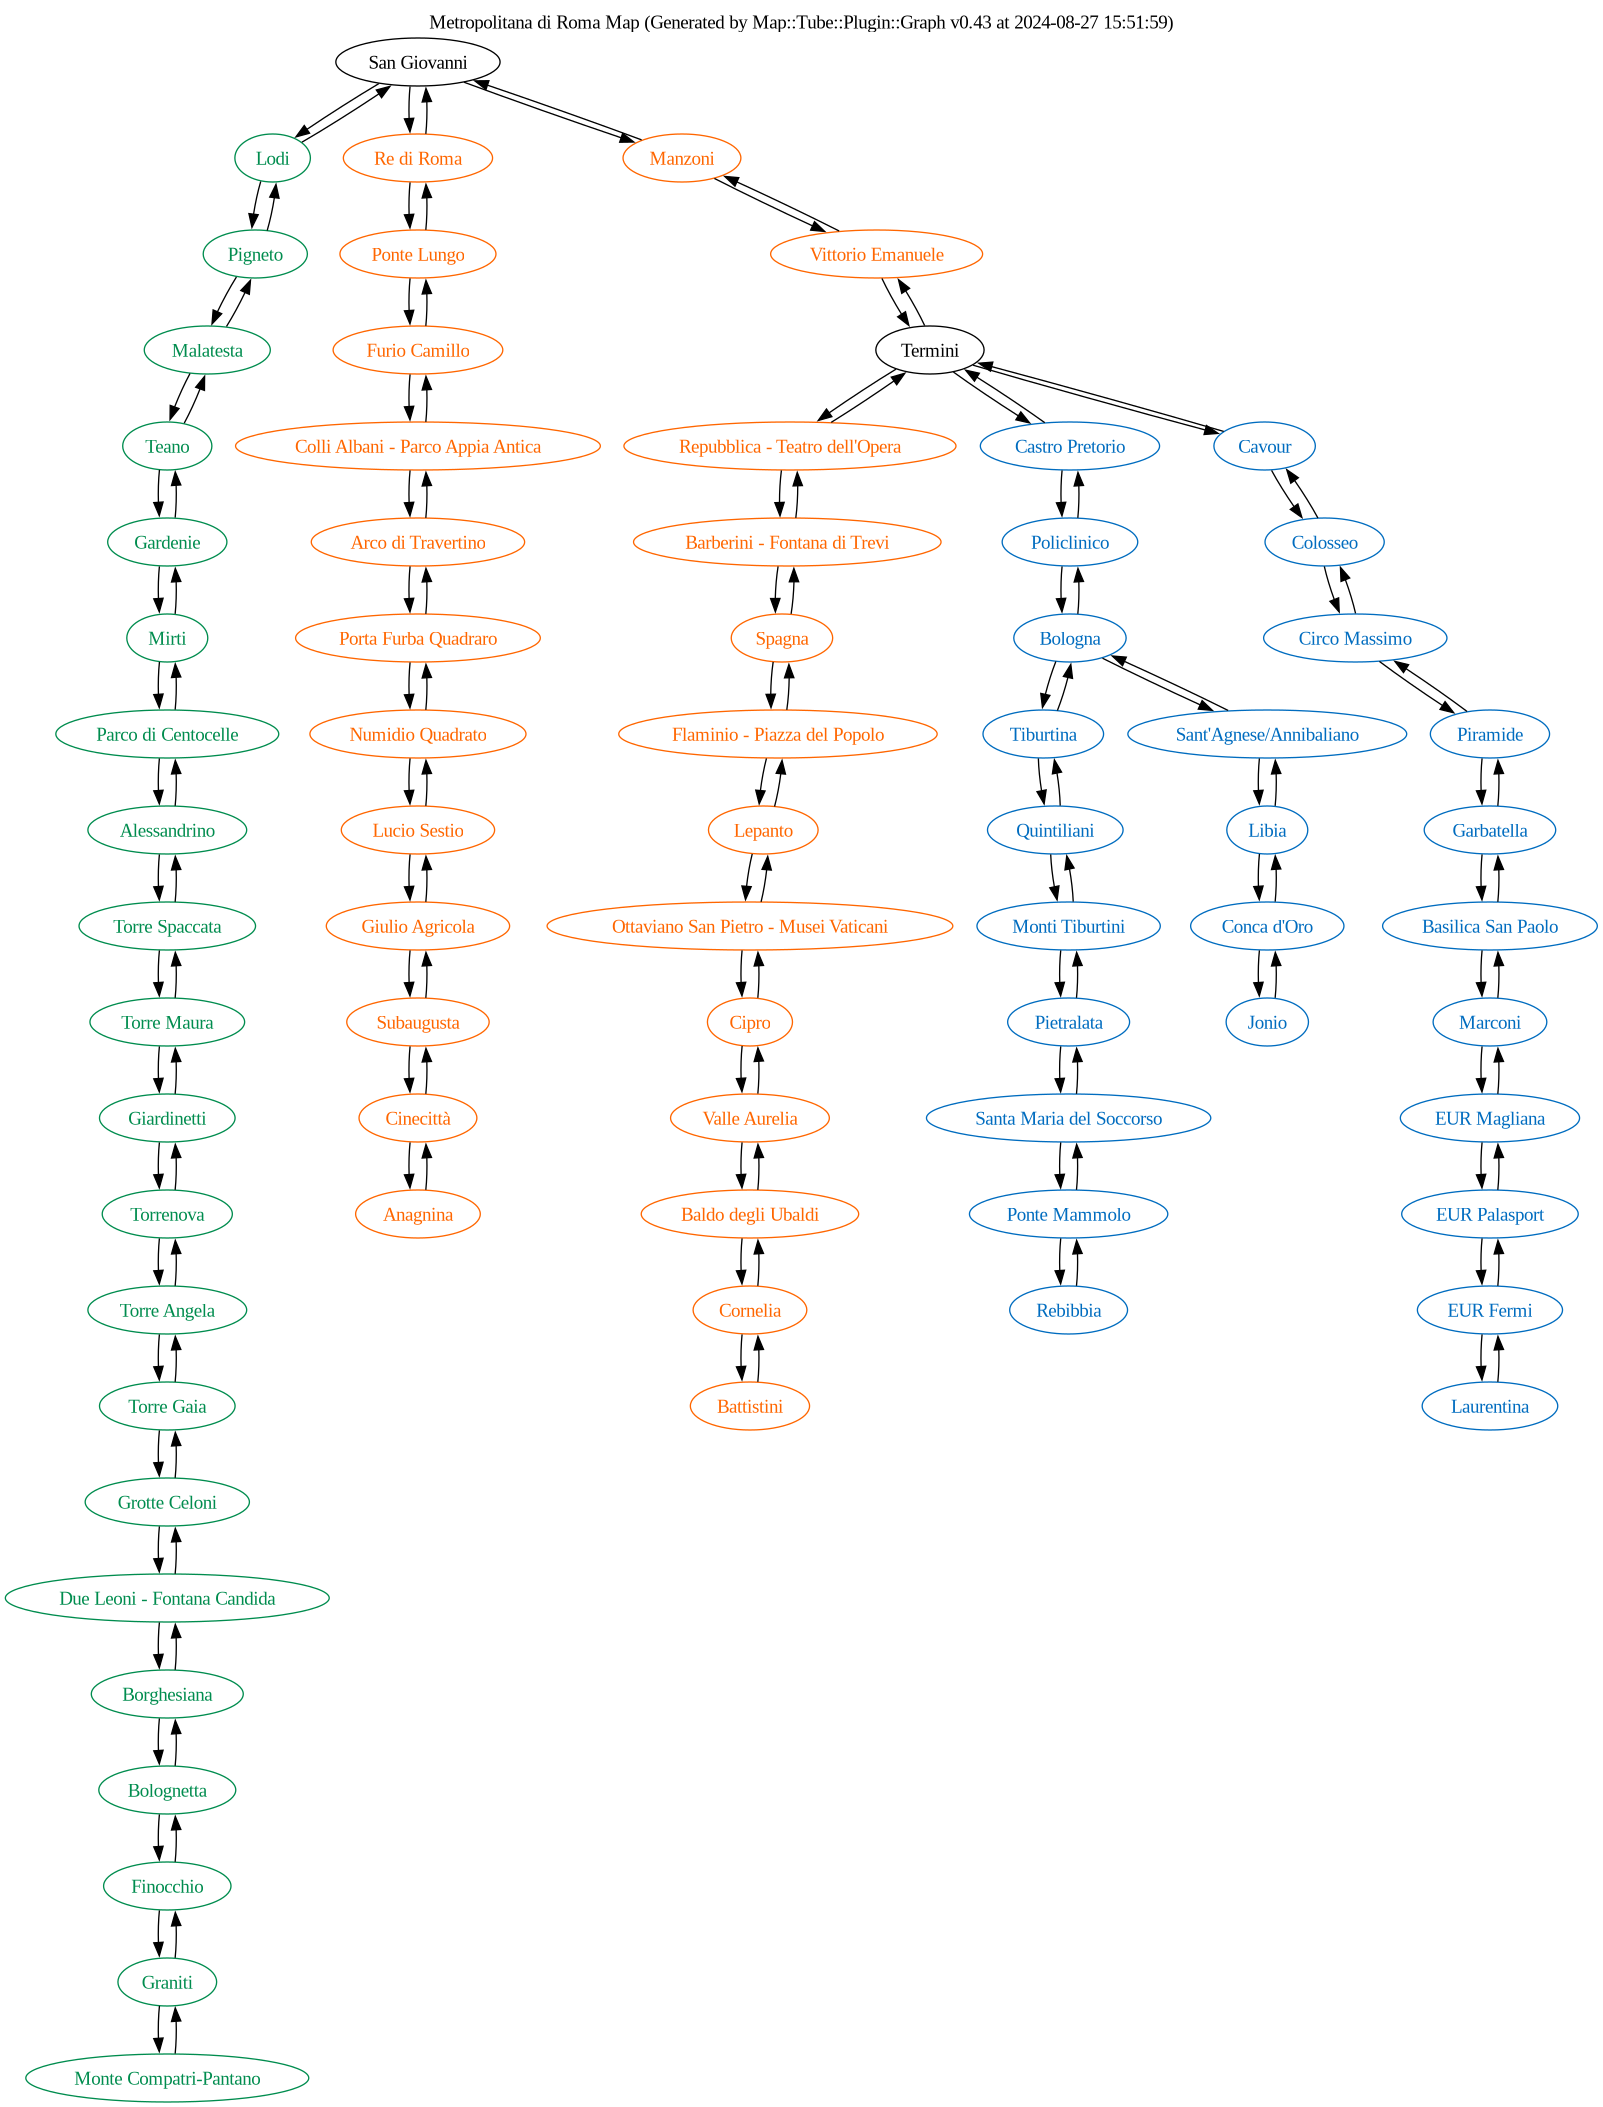 Metropolitana di Roma Map (Generated by Map::Tube::Plugin::Graph v0.43 at 2024-08-27 15:51:59)
San Giovanni
Lodi
Re di Roma
Manzoni
Pigneto
Ponte Lungo
Vittorio Emanuele
Malatesta
Furio Camillo
Termini
Teano
Colli Albani - Parco Appia Antica
Repubblica - Teatro dell'Opera
Castro Pretorio
Cavour
Gardenie
Arco di Travertino
Barberini - Fontana di Trevi
Policlinico
Colosseo
Mirti
Porta Furba Quadraro
Spagna
Bologna
Circo Massimo
Parco di Centocelle
Numidio Quadrato
Flaminio - Piazza del Popolo
Tiburtina
Sant'Agnese/Annibaliano
Piramide
Alessandrino
Lucio Sestio
Lepanto
Quintiliani
Libia
Garbatella
Torre Spaccata
Giulio Agricola
Ottaviano San Pietro - Musei Vaticani
Monti Tiburtini
Conca d'Oro
Basilica San Paolo
Torre Maura
Subaugusta
Cipro
Pietralata
Jonio
Marconi
Giardinetti
Cinecittà
Valle Aurelia
Santa Maria del Soccorso
EUR Magliana
Torrenova
Anagnina
Baldo degli Ubaldi
Ponte Mammolo
EUR Palasport
Torre Angela
Cornelia
Rebibbia
EUR Fermi
Torre Gaia
Battistini
Laurentina
Grotte Celoni
Due Leoni - Fontana Candida
Borghesiana
Bolognetta
Finocchio
Graniti
Monte Compatri-Pantano